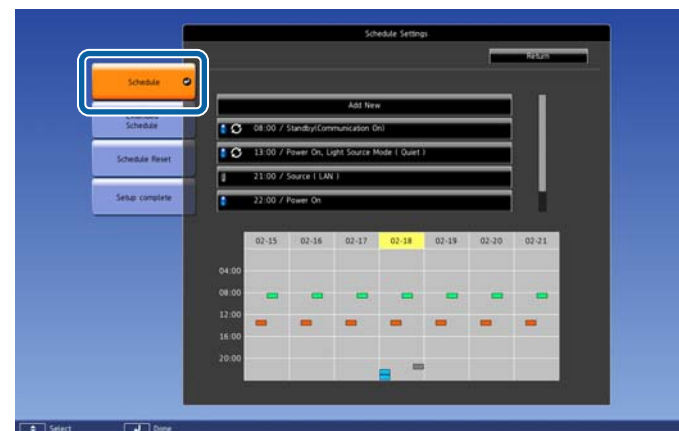 Schedule Settings
Return
Schedule
Schedule
Schedule Reset
Setup complete
Add New
08:00 / Standby(Communication On)
13:00 / Power On, Light Source Mode ( Quiet )
21:00 / Source ( LAN )
22:00 / Power On
02-15 02-16 02-17 02-18 02-19 02-20 02-21
04:00
08:00
12:00
16:00
20:00
Select Done